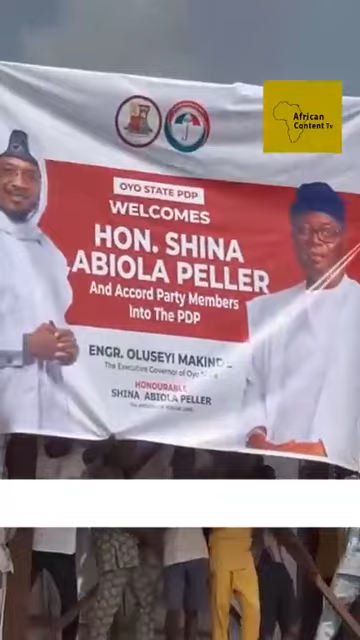 African
Content Tv
OYO STATE PDP
WELCOMES
HON. SHINA
ABIOLA PELLER
And Accord Party Members
Into The PDP
ENGR. OLUSEYI MAKIND
The Executive Governor of Oyo
HONOURABLE
SHINA ABIOLA PELLER